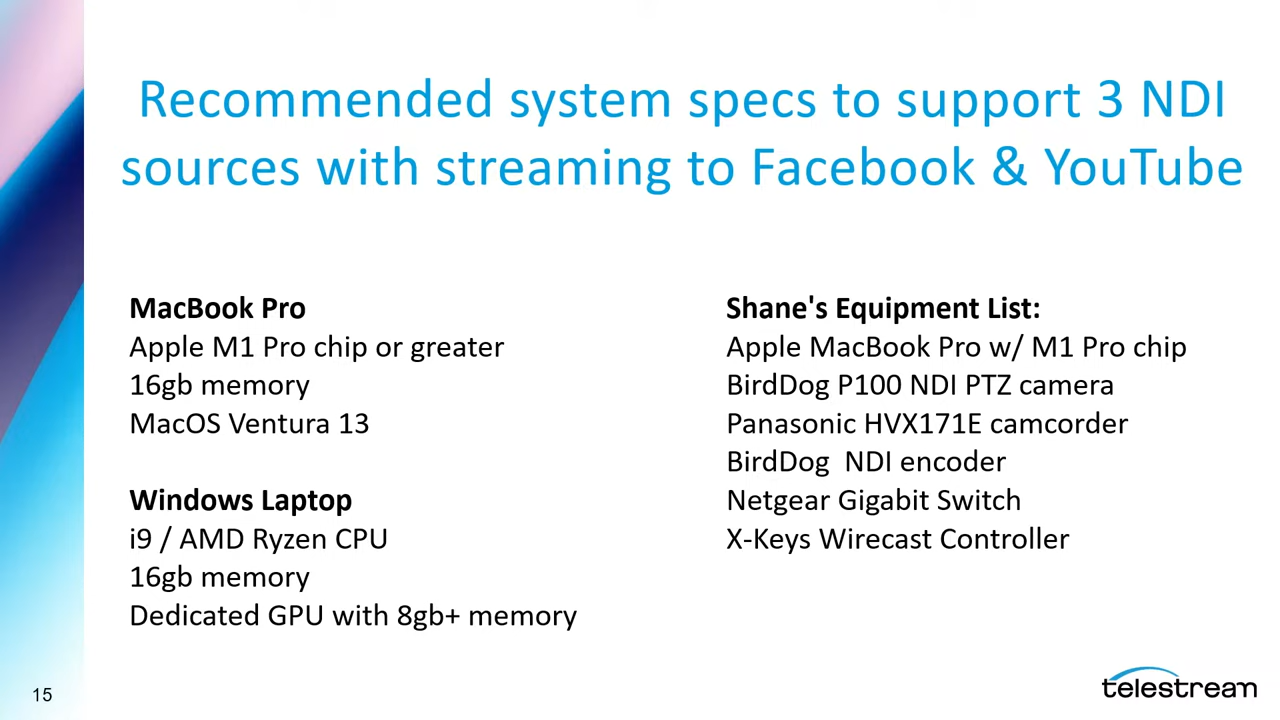 Recommended system specs to support 3 NDI
sources with streaming to Facebook & YouTube
MacBook Pro
Apple M1 Pro chip or greater
16gb memory
MacOS Ventura 13
Windows Laptop
i9 / AMD Ryzen CPU
16gb memory
Dedicated GPU with 8gb+ memory
Shane's Equipment List:
Apple MacBook Pro w/ M1 Pro chip
BirdDog P100 NDI PTZ camera
Panasonic HVX171E camcorder
BirdDog  NDI encoder
Netgear Gigabit Switch
X-Keys Wirecast Controller
15
telestream